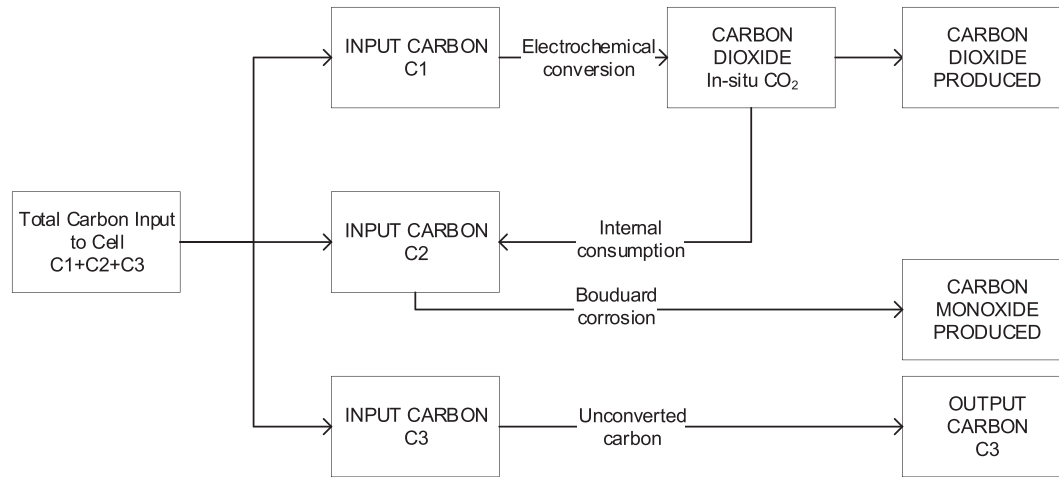 INPUT CARBON
C1
Electrochemical
conversion
CARBON
DIOXIDE
In-situ CO₂
CARBON
DIOXIDE
PRODUCED
Total Carbon Input
to Cell
C1+C2+C3
INPUT CARBON
C2
Internal
consumption
Bouduard
corrosion
CARBON
MONOXIDE
PRODUCED
INPUT CARBON
C3
Unconverted
carbon
OUTPUT
CARBON
C3